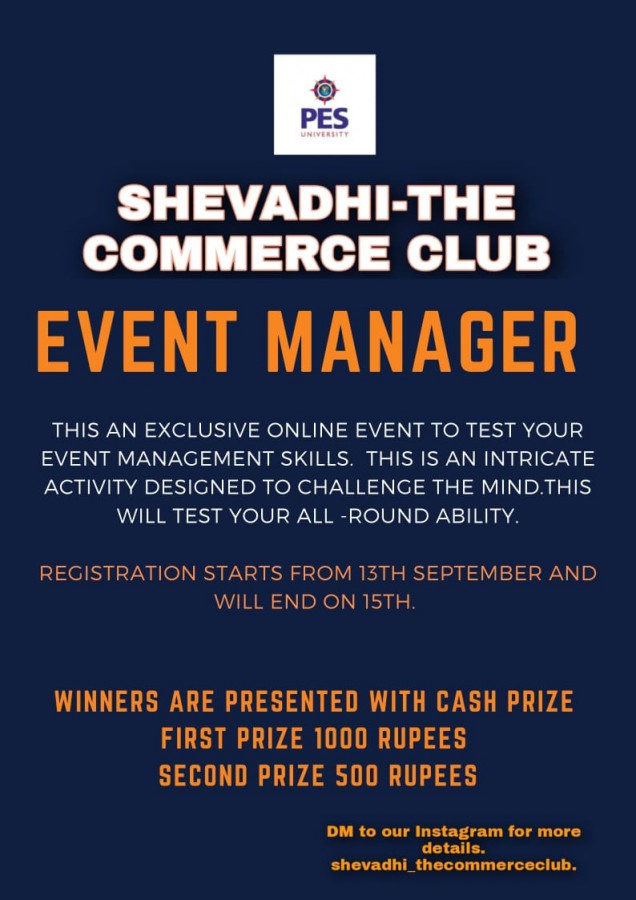 PES
UNIVERSITY
SHEVADHI-THE
COMMERCE CLUB
EVENT MANAGER
THIS AN EXCLUSIVE ONLINE EVENT TO TEST YOUR
EVENT MANAGEMENT SKILLS.  THIS IS AN INTRICATE
ACTIVITY DESIGNED TO CHALLENGE THE MIND.THIS
WILL TEST YOUR ALL -ROUND ABILITY.
REGISTRATION STARTS FROM 13TH SEPTEMBER AND
WILL END ON 15TH.
WINNERS ARE PRESENTED WITH CASH PRIZE
FIRST PRIZE 1000 RUPEES
SECOND PRIZE 500 RUPEES
DM to our Instagram for more
details.
shevadhi_thecommerceclub.